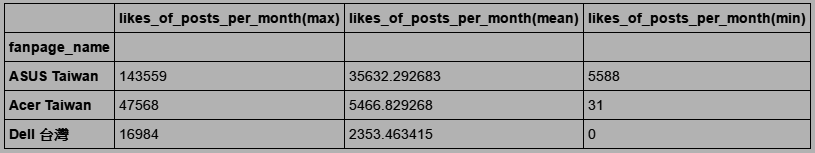 likes_of_posts_per_month(max) likes_of_posts_per_month(mean) likes_of_posts_per_month(min)
fanpage_name
ASUS Taiwan 143559 35632.292683 5588
Acer Taiwan 47568 5466.829268 31
Dell 台灣 16984 2353.463415 0